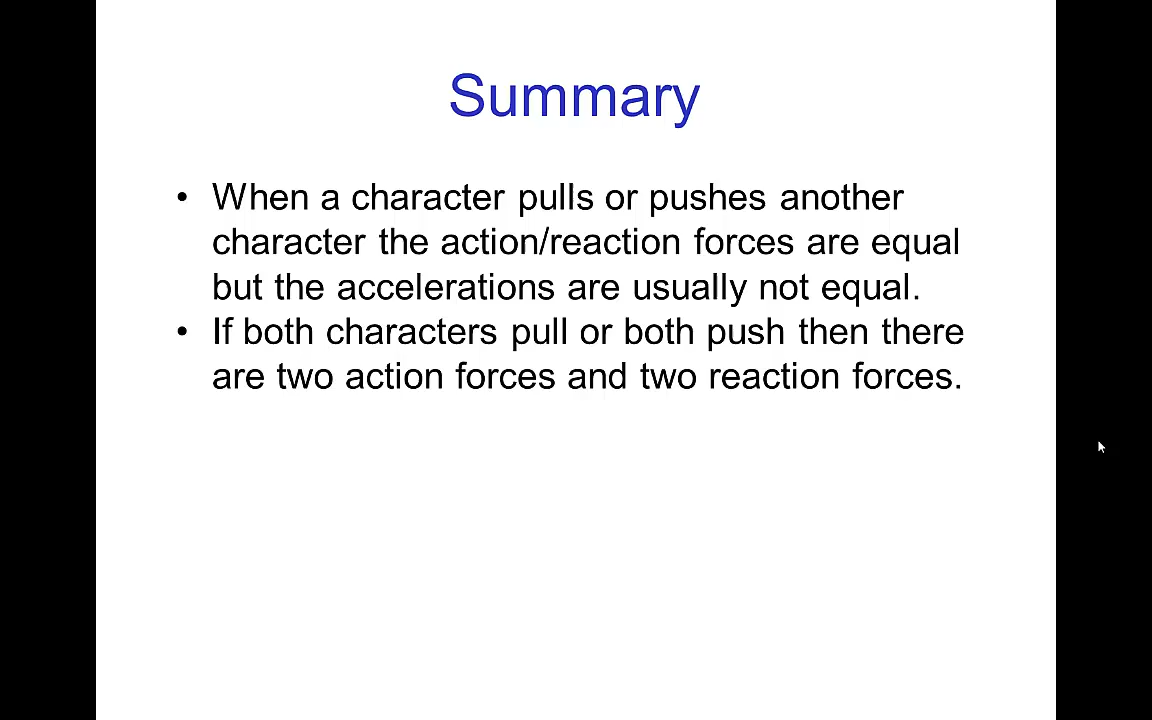 Summary
• When a character pulls or pushes another
character the action/reaction forces are equal
but the accelerations are usually not equal.
• If both characters pull or both push then there
are two action forces and two reaction forces.